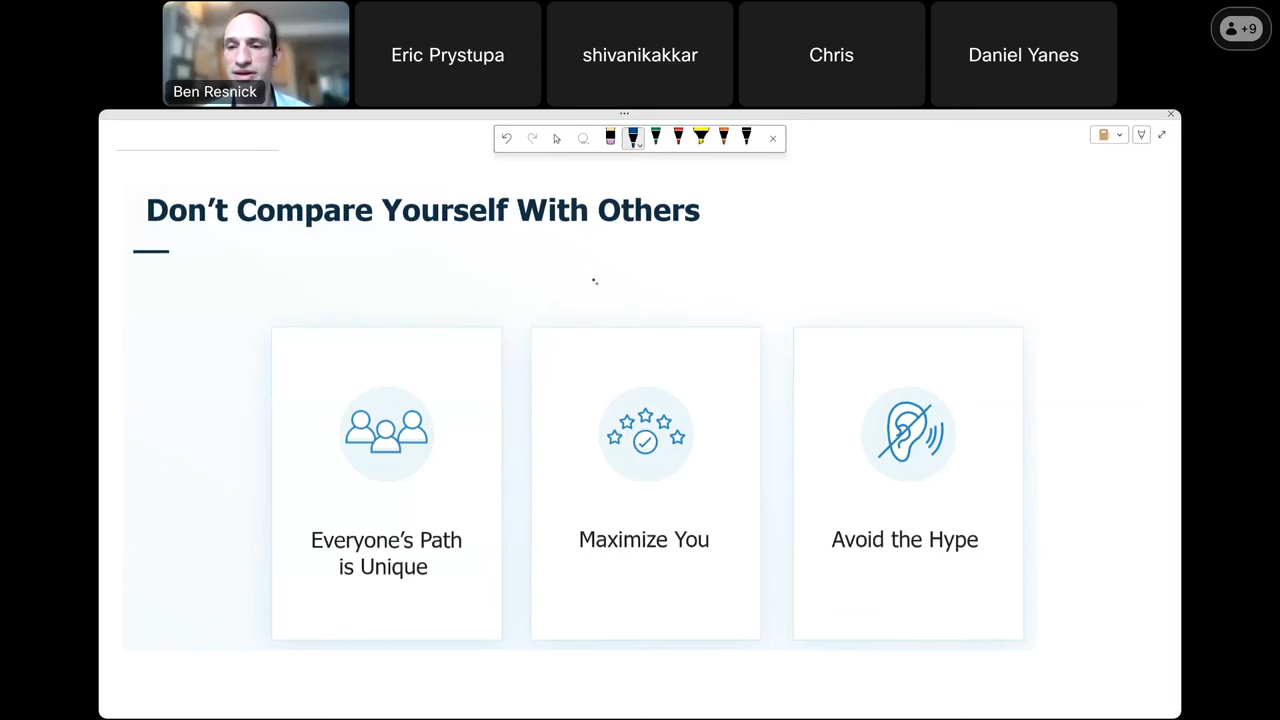 Ben Resnick
Eric Prystupa
shivanikakkar
Chris
Daniel Yanes
+9
Don’t Compare Yourself With Others
Everyone’s Path
is Unique
Maximize You
Avoid the Hype